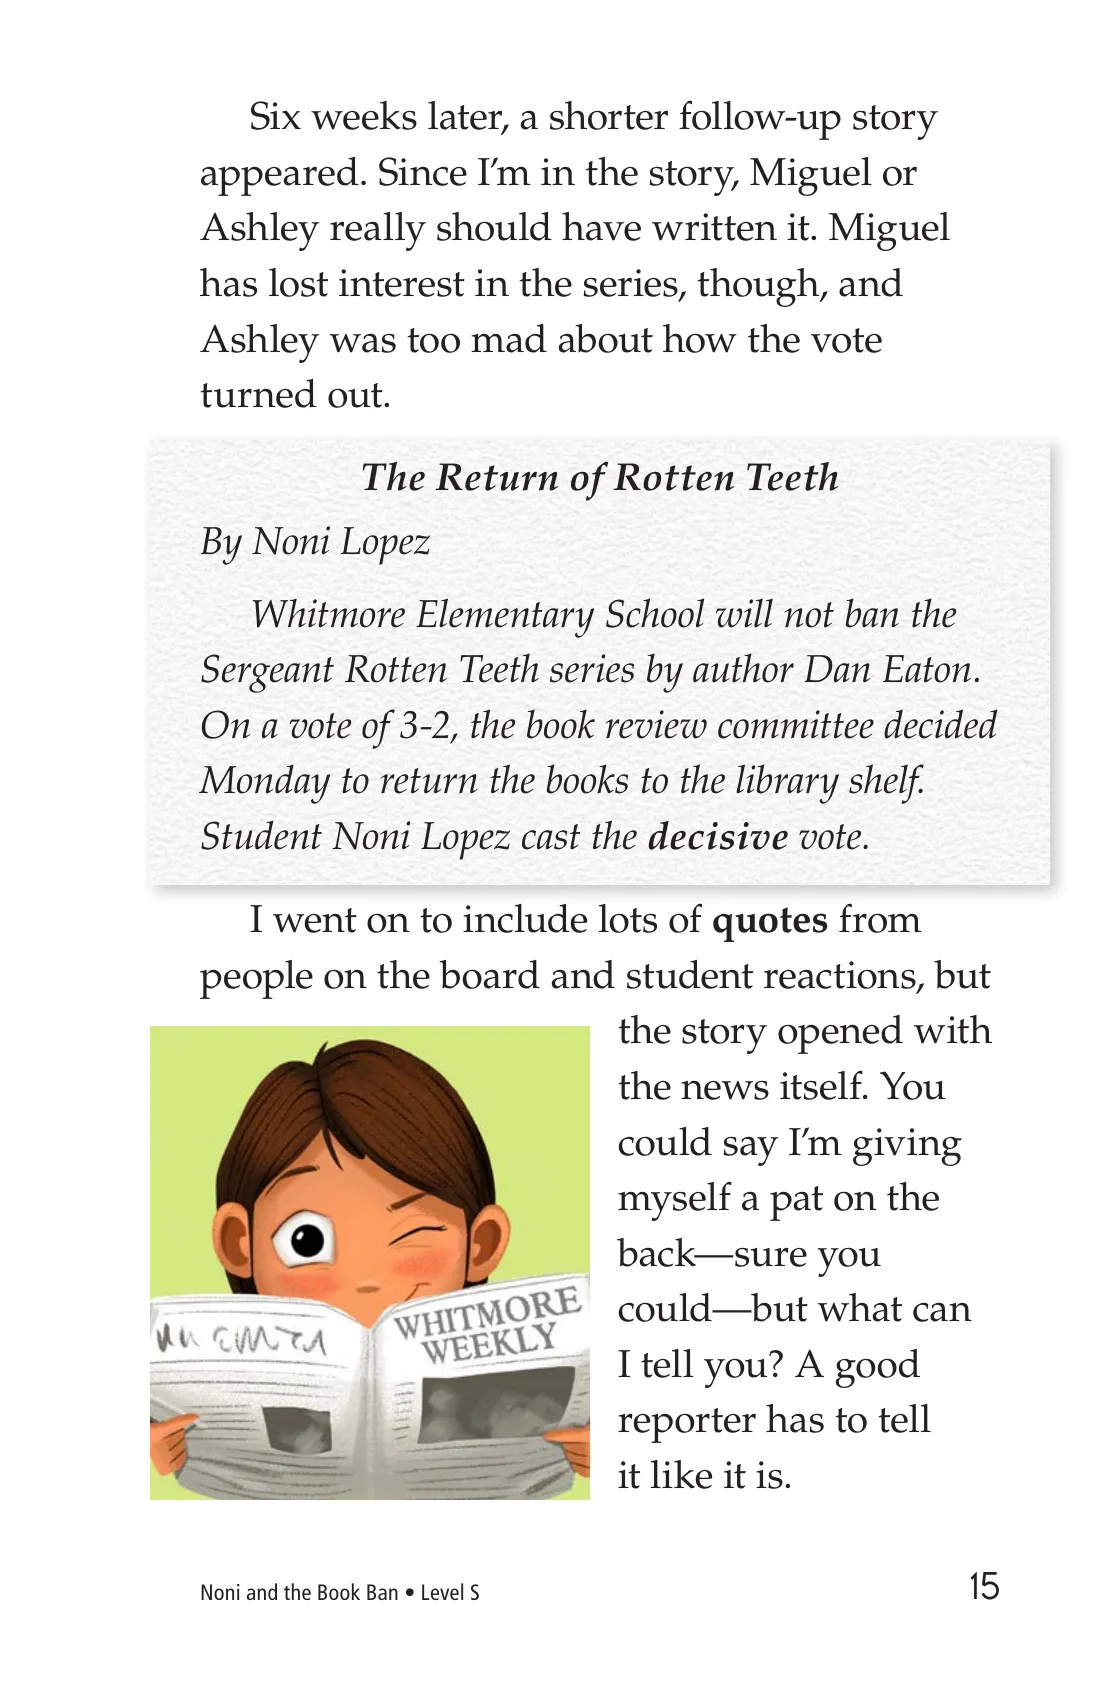 Six weeks later, a shorter follow-up story
appeared. Since I’m in the story, Miguel or
Ashley really should have written it. Miguel
has lost interest in the series, though, and
Ashley was too mad about how the vote
turned out.
The Return of Rotten Teeth
By Noni Lopez
Whitmore Elementary School will not ban the
Sergeant Rotten Teeth series by author Dan Eaton.
On a vote of 3-2, the book review committee decided
Monday to return the books to the library shelf.
Student Noni Lopez cast the decisive vote.
I went on to include lots of quotes from
people on the board and student reactions, but
the story opened with
the news itself. You
could say I’m giving
myself a pat on the
back—sure you
could—but what can
I tell you? A good
reporter has to tell
it like it is.
WHITMORE
WEEKLY
Noni and the Book Ban • Level S
15